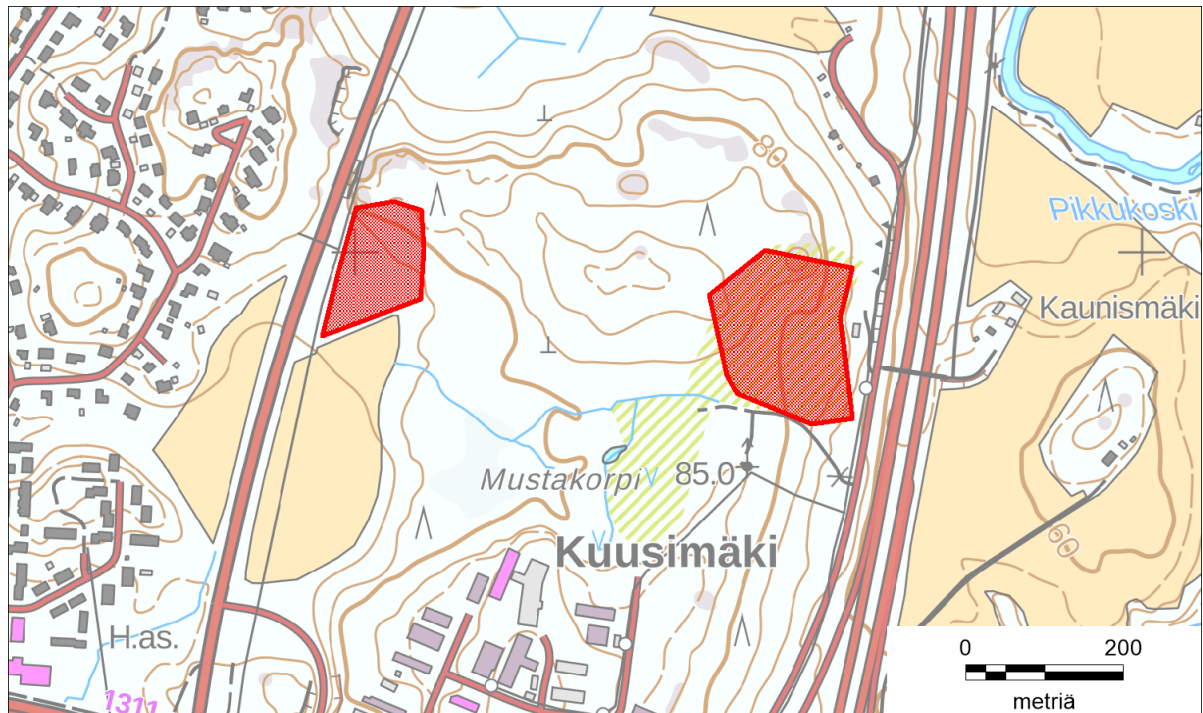 80
Pikkukoski
Kaunismäki
Mustakorpi
85.0
Kuusimäki
60
H.as.
1311
0 200
metriä